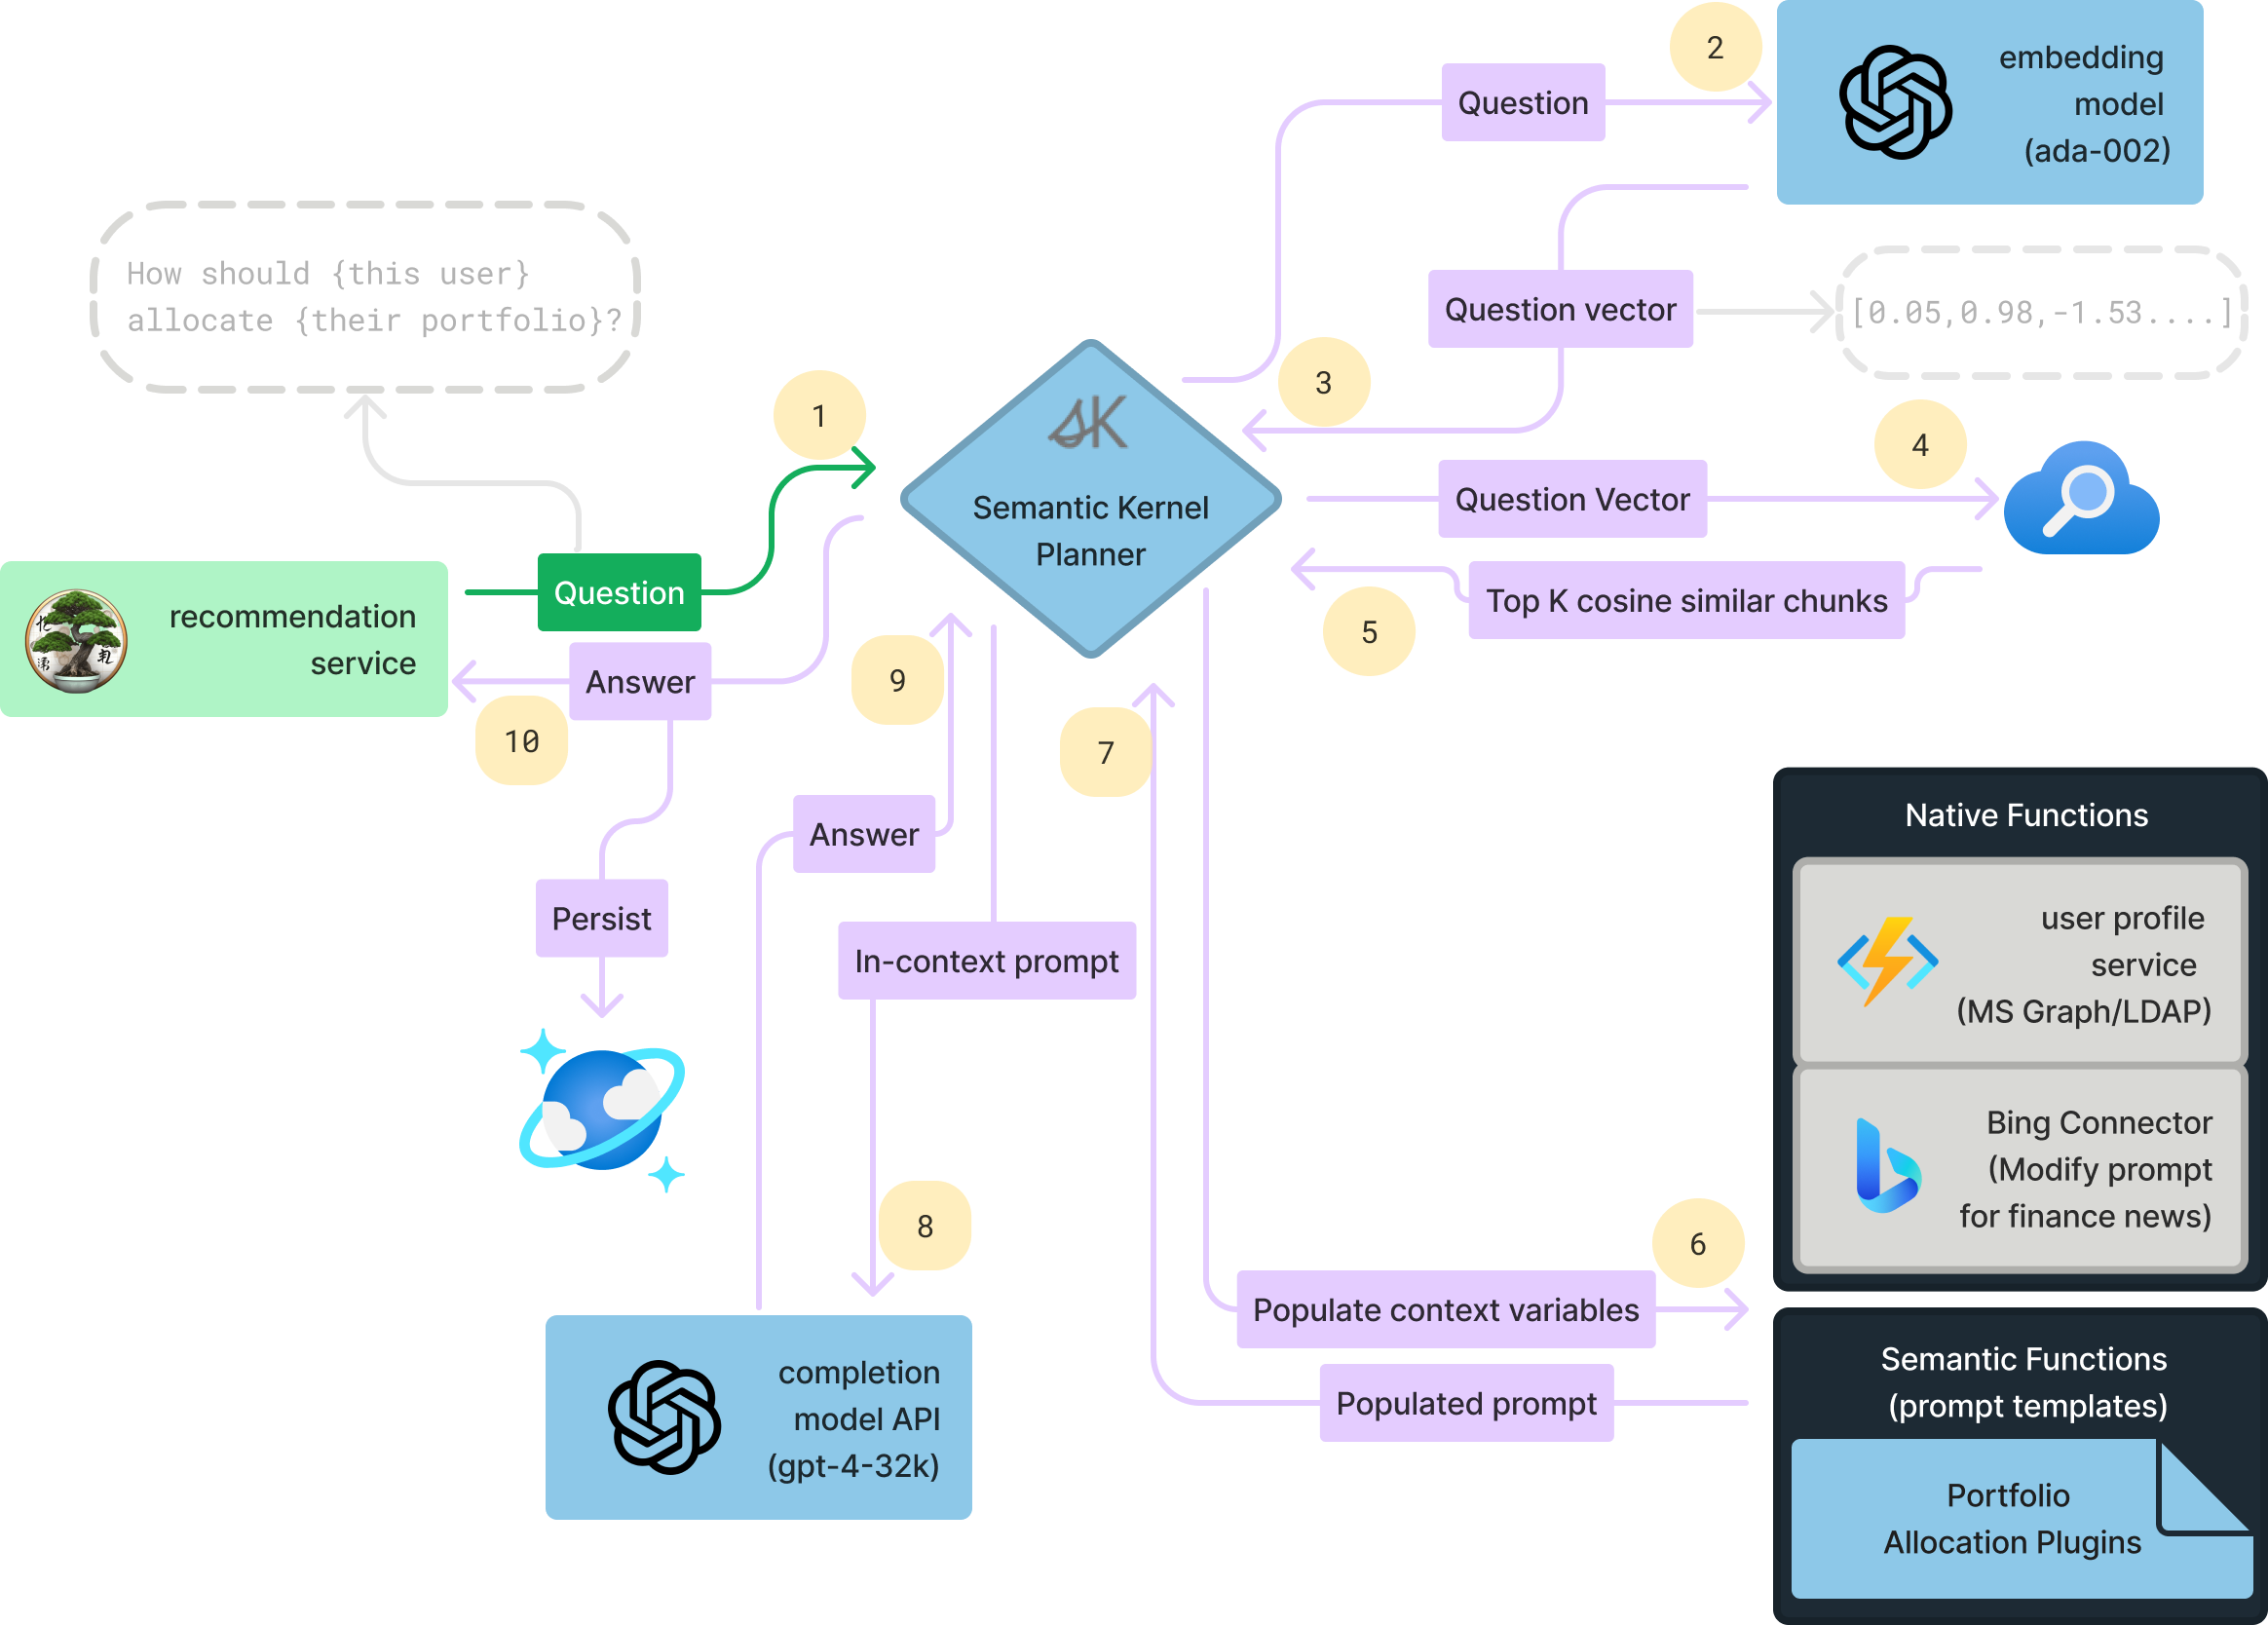 2
Question
embedding
model
(ada-002)
How should {this user}
allocate {their portfolio}?
Question vector
[0.05,0.98,-1.53....]
3
1
4
SK
Semantic Kernel
Planner
Question Vector
Question
Top K cosine similar chunks
5
recommendation
service
Answer
10
9
7
Answer
Persist
In-context prompt
Native Functions
user profile
service
(MS Graph/LDAP)
Bing Connector
(Modify prompt
for finance news)
8
6
Populate context variables
Populated prompt
completion
model API
(gpt-4-32k)
Semantic Functions
(prompt templates)
Portfolio
Allocation Plugins